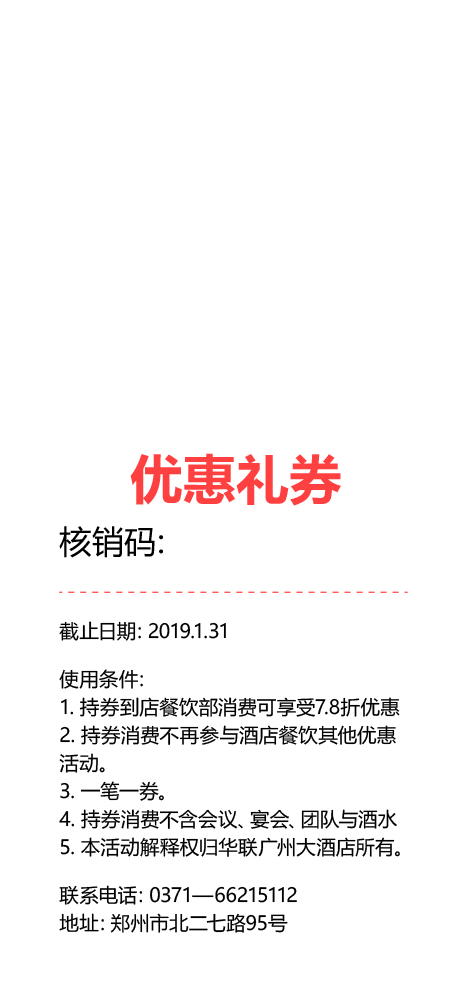 优惠礼券
核销码:
截止日期: 2019.1.31
使用条件:
1. 持券到店餐饮部消费可享受7.8折优惠
2. 持券消费不再参与酒店餐饮其他优惠
活动。
3. 一笔一券。
4. 持券消费不含会议、宴会、团队与酒水
5. 本活动解释权归华联广州大酒店所有。
联系电话: 0371—66215112
地址: 郑州市北二七路95号